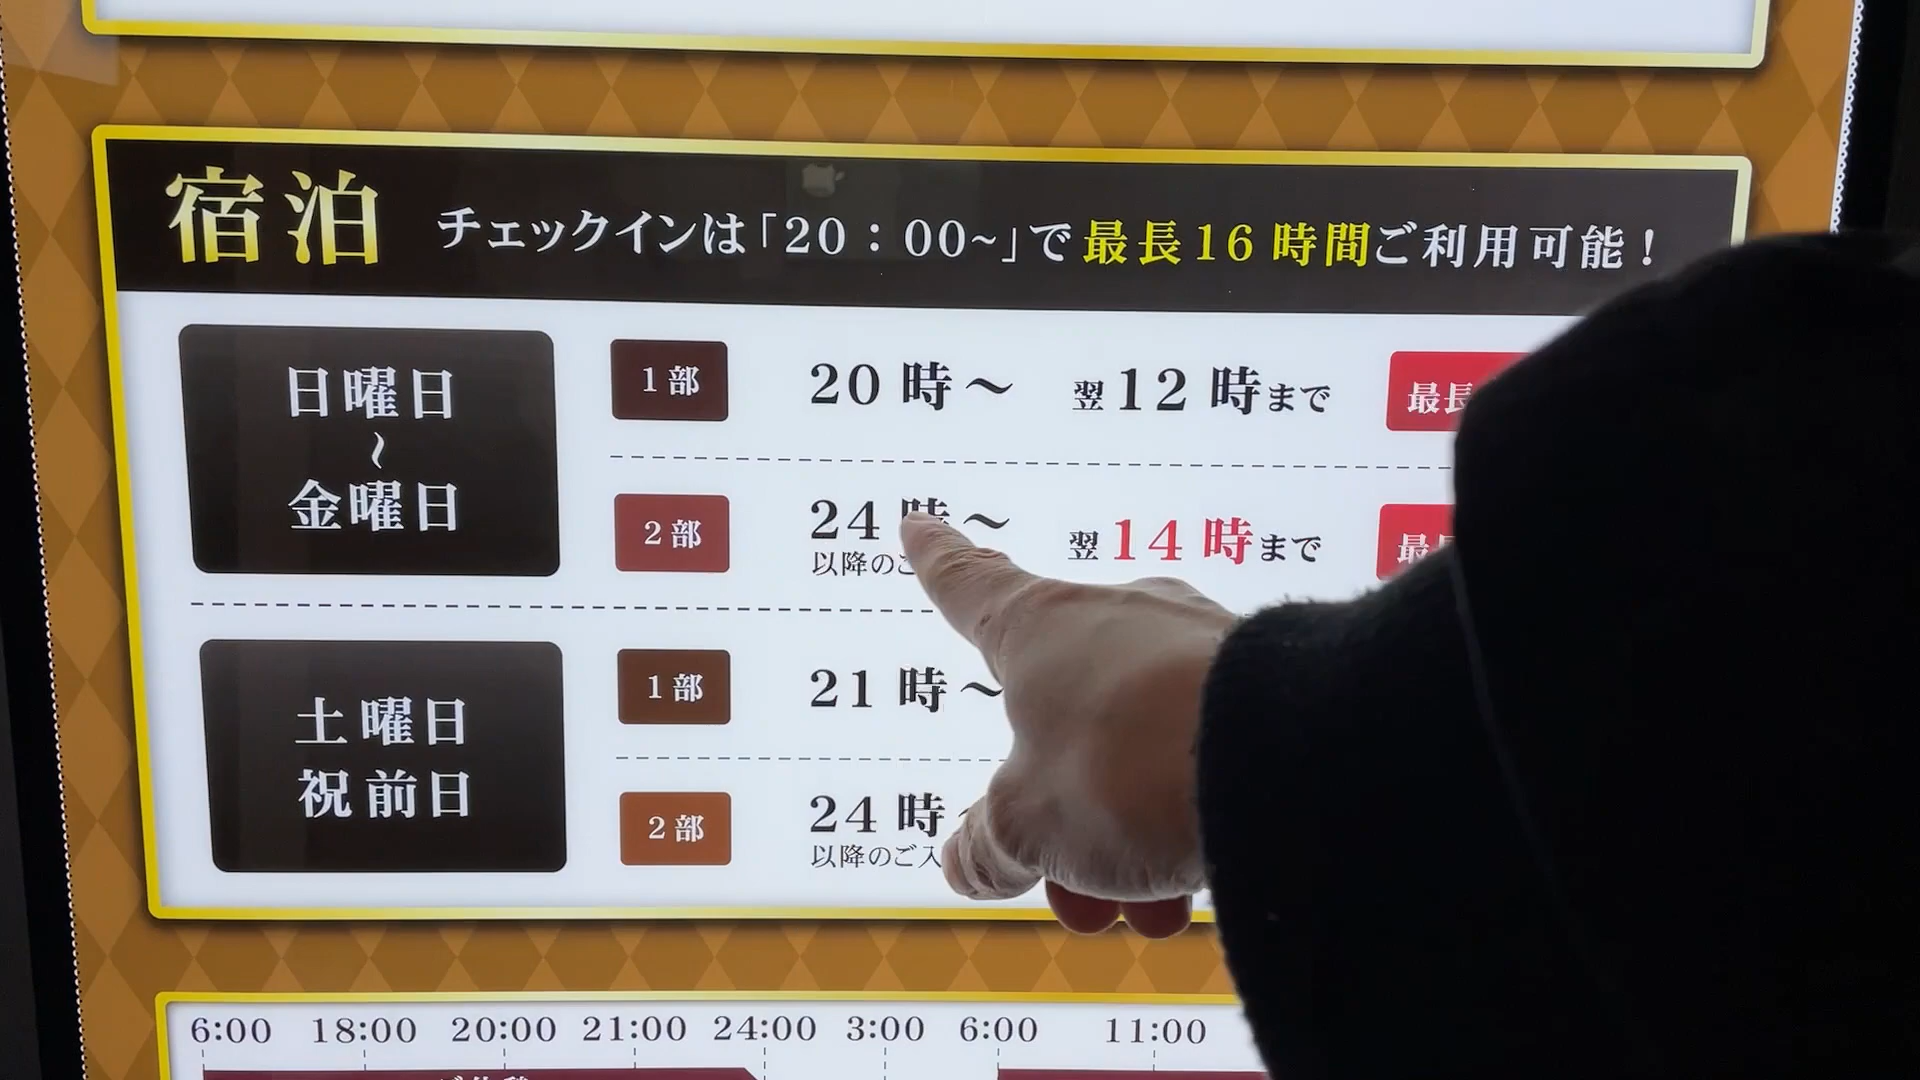 宿泊 チェックインは「20：00~」で最長16時間ご利用可能！
日曜日
～
金曜日
1部 20時～ 翌12時まで 最長
2部 24時～ 翌14時まで
以降の
土曜日
祝前日
1部 21時～
2部 24時
以降のご入
6:00 18:00 20:00 21:00 24:00 3:00 6:00 11:00